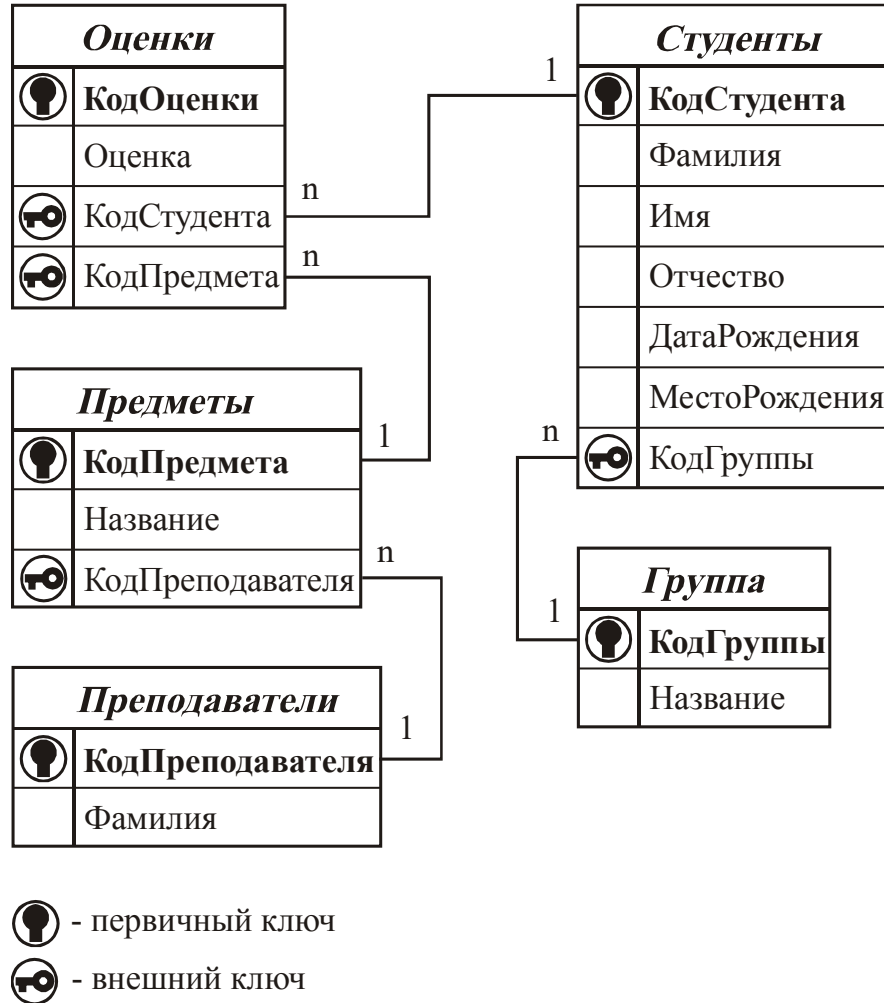 Оценки
КодОценки
Оценка
КодСтудента
n
КодПредмета
n
Предметы
КодПредмета
1
Название
КодПреподавателя
n
Преподаватели
КодПреподавателя
1
Фамилия
Студенты
1
КодСтудента
Фамилия
Имя
Отчество
ДатаРождения
МестоРождения
n
КодГруппы
Группа
1
КодГруппы
Название
- первичный ключ
- внешний ключ